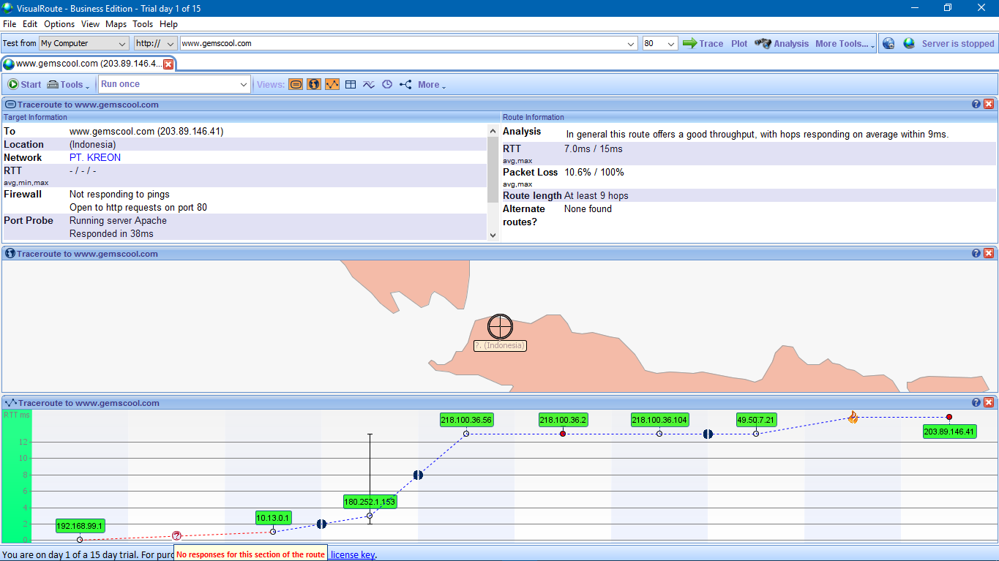 VisualRoute - Business Edition - Trial day 1 of 15
File Edit Options View Maps Tools Help
Test from My Computer http:// www.gemscool.com 80 Trace Plot Analysis More Tools... Server is stopped
www.gemscool.com (203.89.146.4...
Start Tools Run once Views: More
Traceroute to www.gemscool.com
Target Information
To www.gemscool.com (203.89.146.41)
Location (Indonesia)
Network PT. KREON
RTT - / - / -
avg,min,max
Firewall Not responding to pings
Open to http requests on port 80
Port Probe Running server Apache
Responded in 38ms
Route Information
Analysis In general this route offers a good throughput, with hops responding on average within 9ms.
RTT 7.0ms / 15ms
avg,max
Packet Loss 10.6% / 100%
avg,max
Route length At least 9 hops
Alternate None found
routes?
Traceroute to www.gemscool.com
?. (Indonesia)
Traceroute to www.gemscool.com
RTT ms
218.100.36.56 218.100.36.2 218.100.36.104 49.50.7.21
203.89.146.41
12
10
8
6
180.252.1.153
4
10.13.0.1
192.168.99.1
2
0
?
You are on day 1 of a 15 day trial. For purc
No responses for this section of the route
license key.